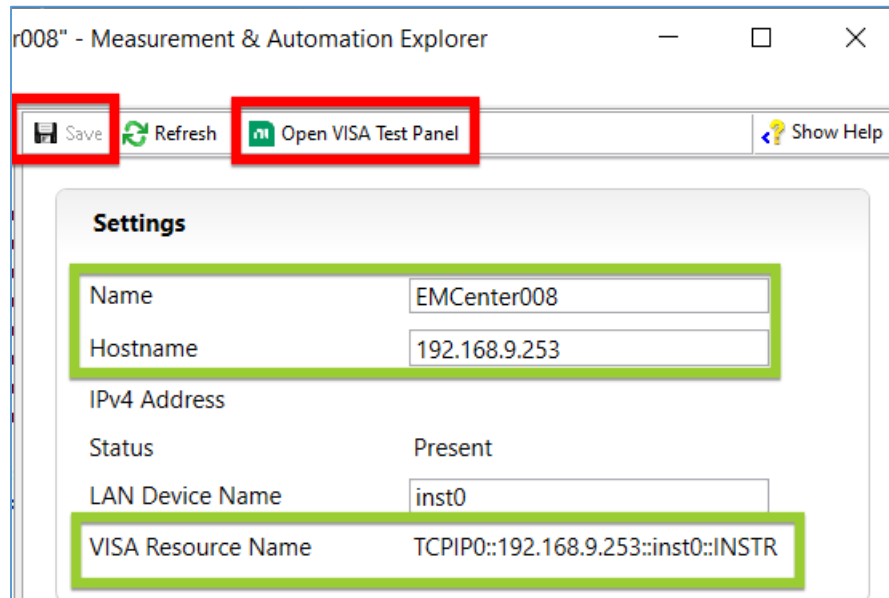 r008" - Measurement & Automation Explorer
Save Refresh nı Open VISA Test Panel ? Show Help
Settings
Name EMCenter008
Hostname 192.168.9.253
IPv4 Address
Status Present
LAN Device Name inst0
VISA Resource Name TCPIP0::192.168.9.253::inst0::INSTR